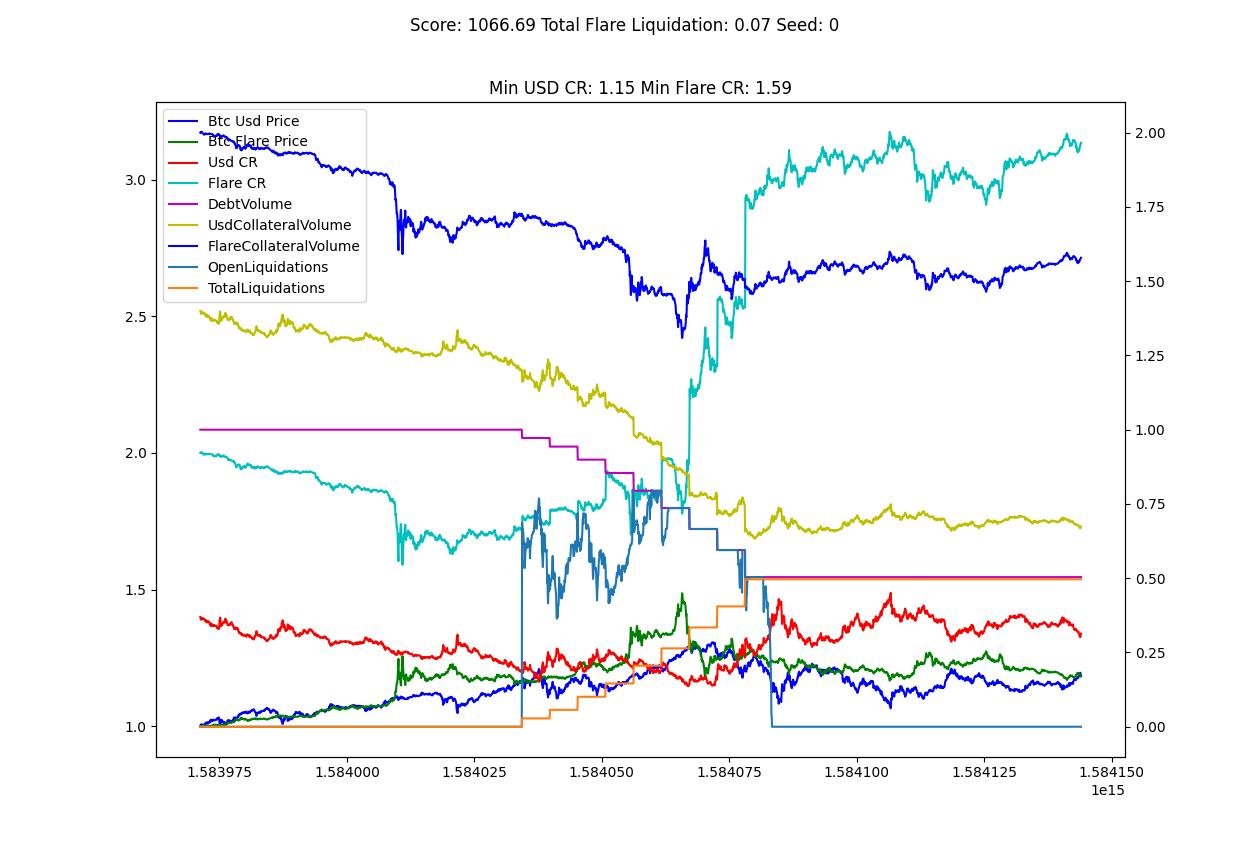 Score: 1066.69 Total Flare Liquidation: 0.07 Seed: 0
Min USD CR: 1.15 Min Flare CR: 1.59
Btc Usd Price
Btc Flare Price
Usd CR
Flare CR
DebtVolume
UsdCollateralVolume
FlareCollateralVolume
OpenLiquidations
TotalLiquidations
3.0
2.5
2.0
1.5
1.0
2.00
1.75
1.50
1.25
1.00
0.75
0.50
0.25
0.00
1.583975 1.584000 1.584025 1.584050 1.584075 1.584100 1.584125 1.584150
1e15